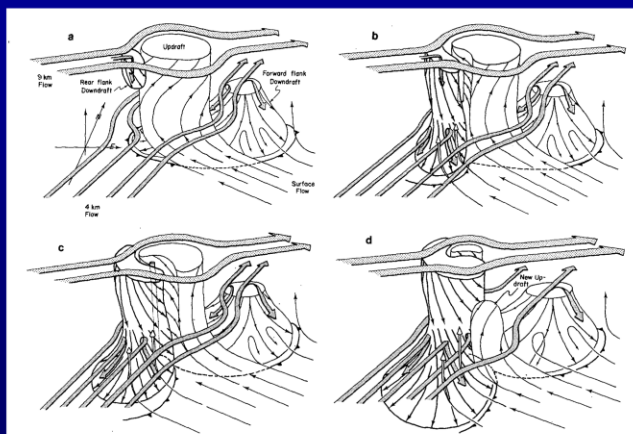 a
Updraft
9 km
Flow
Rear Flank
Downdraft
Forward Flank
Downdraft
Surface
Flow
4 km
Flow
b
c
d
New Up-
draft